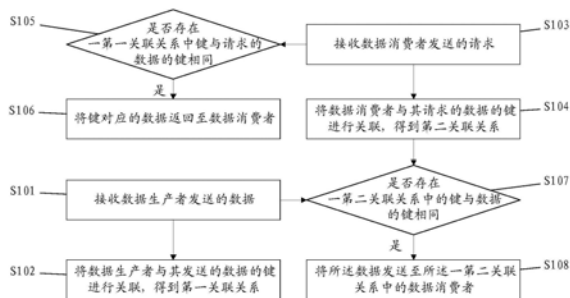 S105
是否存在
一第一关联关系中键与请求的
数据的键相同
接收数据消费者发送的请求
S103
是
S106
将键对应的数据返回至数据消费者
将数据消费者与其请求的数据的键
进行关联，得到第二关联关系
S104
S101
接收数据生产者发送的数据
是否存在
一第二关联关系中的键与数据
的键相同
S107
是
S102
将数据生产者与其发送的数据的键
进行关联，得到第一关联关系
将所述数据发送至所述一第二关联
关系中的数据消费者
S108